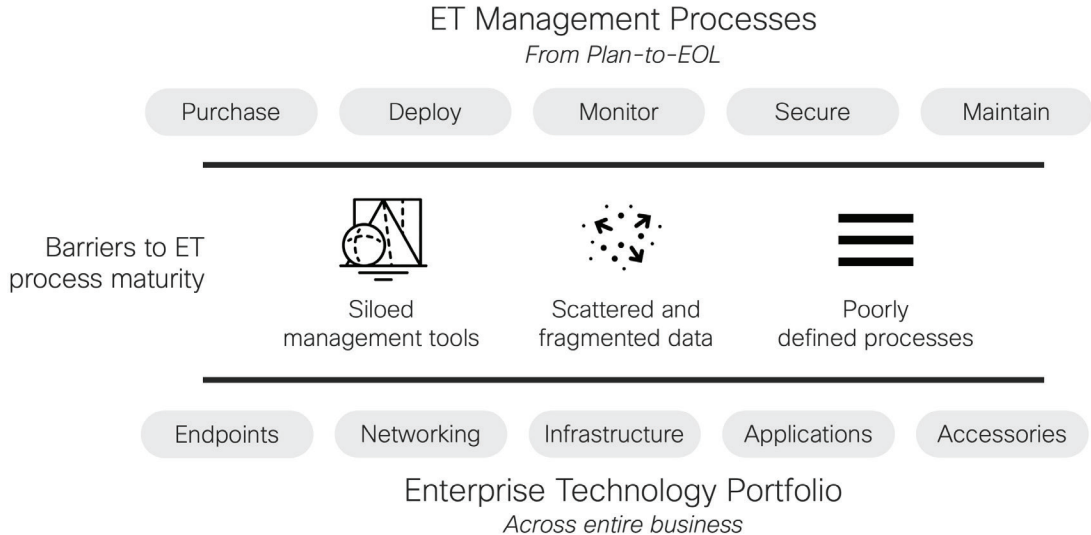 ET Management Processes
From Plan-to-EOL
Purchase
Deploy
Monitor
Secure
Maintain
Barriers to ET
process maturity
Siloed
management tools
Scattered and
fragmented data
Poorly
defined processes
Endpoints
Networking
Infrastructure
Applications
Accessories
Enterprise Technology Portfolio
Across entire business